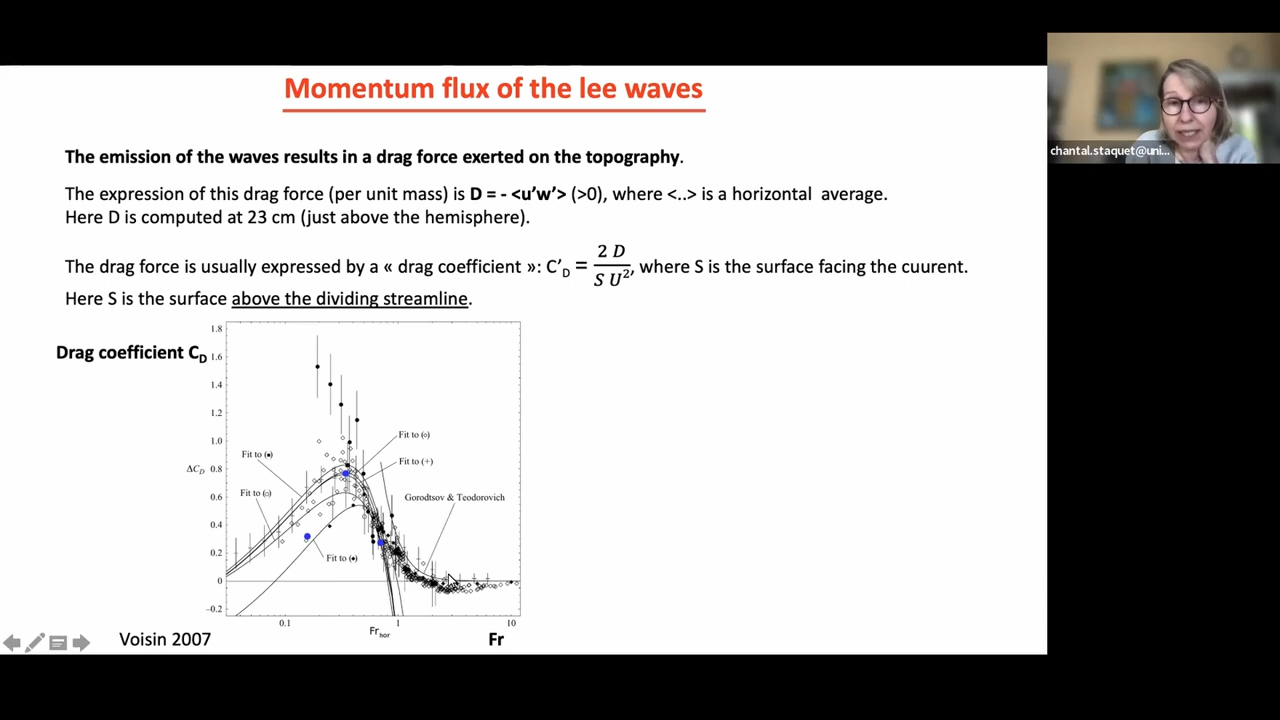 Momentum flux of the lee waves
chantal.staquet@uni...
The emission of the waves results in a drag force exerted on the topography.
The expression of this drag force (per unit mass) is D = - <u'w'> (>0), where <..> is a horizontal average.
Here D is computed at 23 cm (just above the hemisphere).
The drag force is usually expressed by a « drag coefficient »: C'D = 2 D / S U², where S is the surface facing the cuurent.
Here S is the surface above the dividing streamline.
Drag coefficient CD
1.8
1.6
1.4
1.2
1.0
0.8
0.6
0.4
0.2
0
−0.2
ΔCD
Fit to (○)
Fit to (•)
Fit to (+)
Fit to (○)
Gorodtsov & Teodorovich
Fit to (♦)
0.1
1
10
Frhor
Fr
Voisin 2007